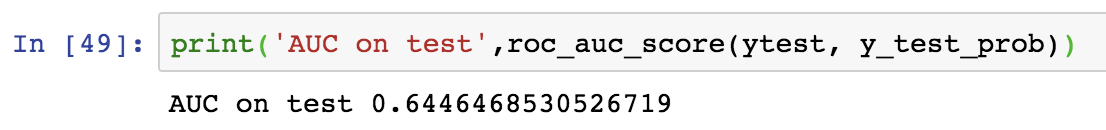 In [49]: print('AUC on test',roc_auc_score(ytest, y_test_prob))
AUC on test 0.6446468530526719